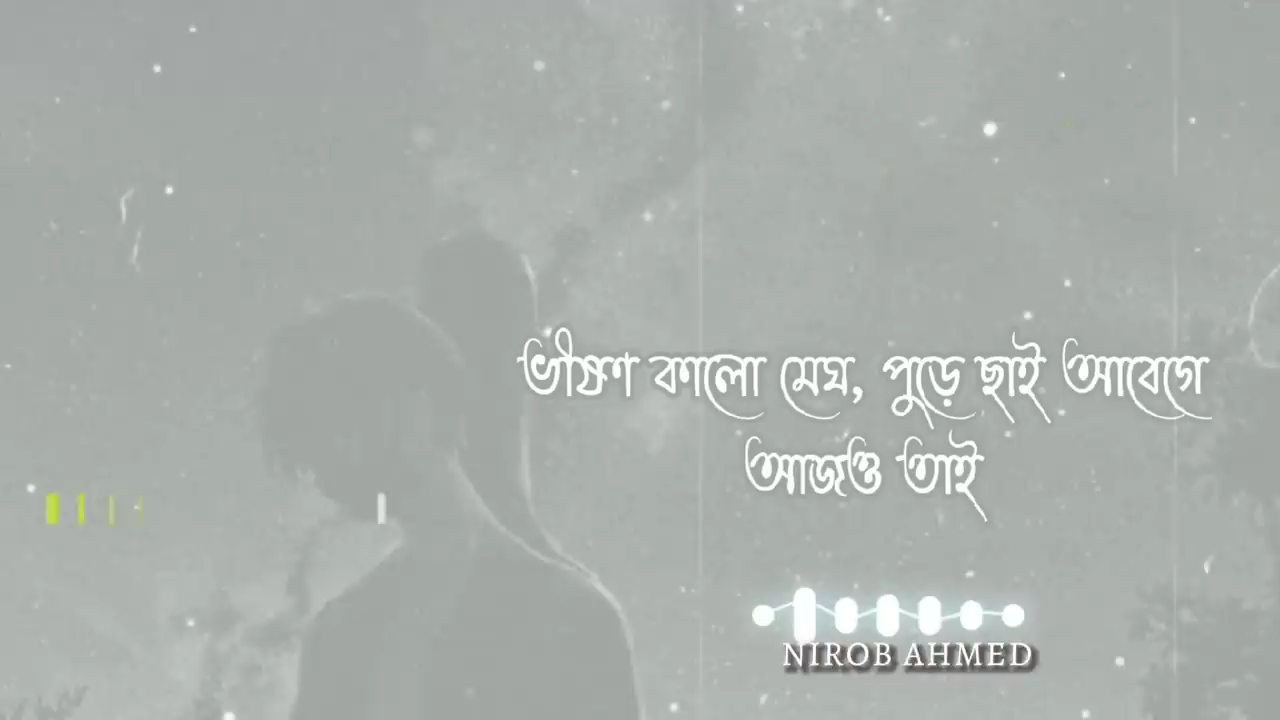 ভীষণ কালো মেঘ, পুড়ে ছাই আবেগে
আজও তাই
NIROB AHMED